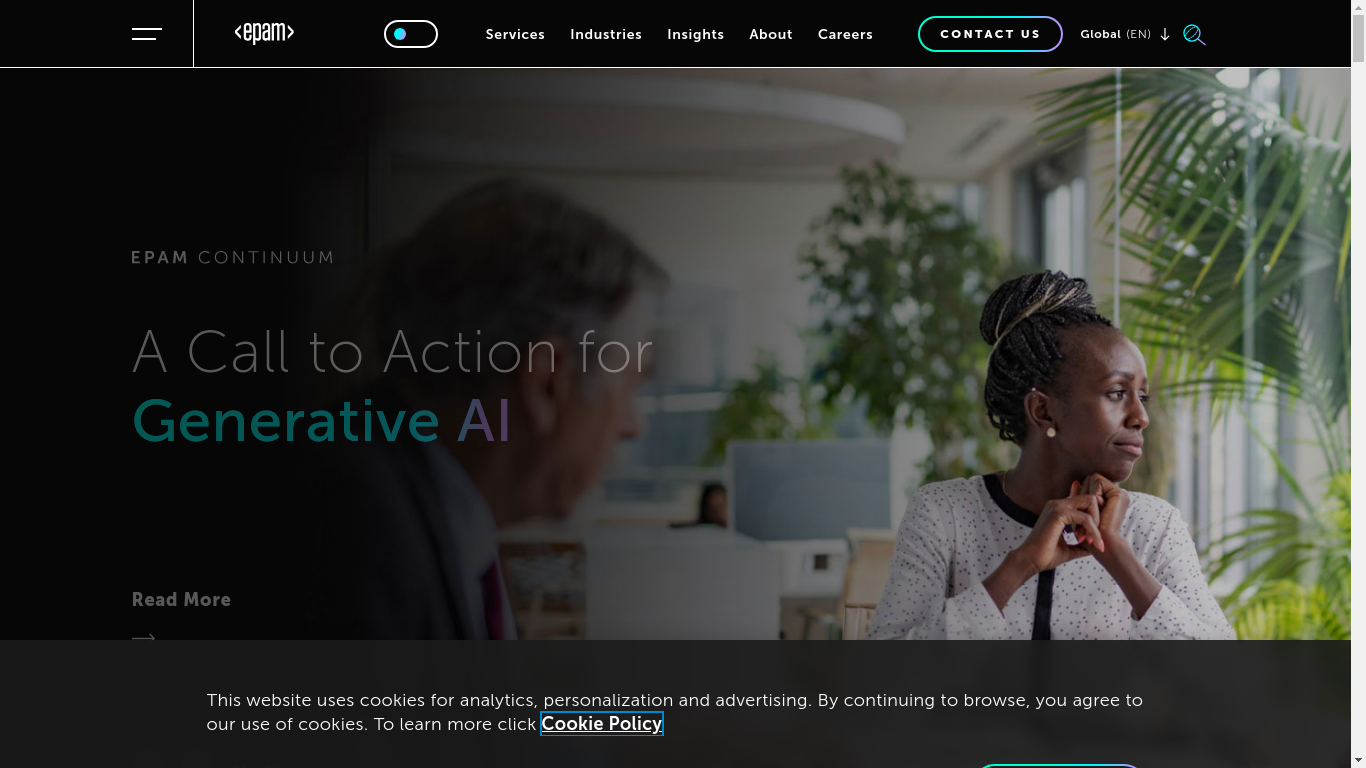 <epam>
Services
Industries
Insights
About
Careers
CONTACT US
Global (EN)
EPAM CONTINUUM
A Call to Action for
Generative AI
Read More
This website uses cookies for analytics, personalization and advertising. By continuing to browse, you agree to
our use of cookies. To learn more click Cookie Policy